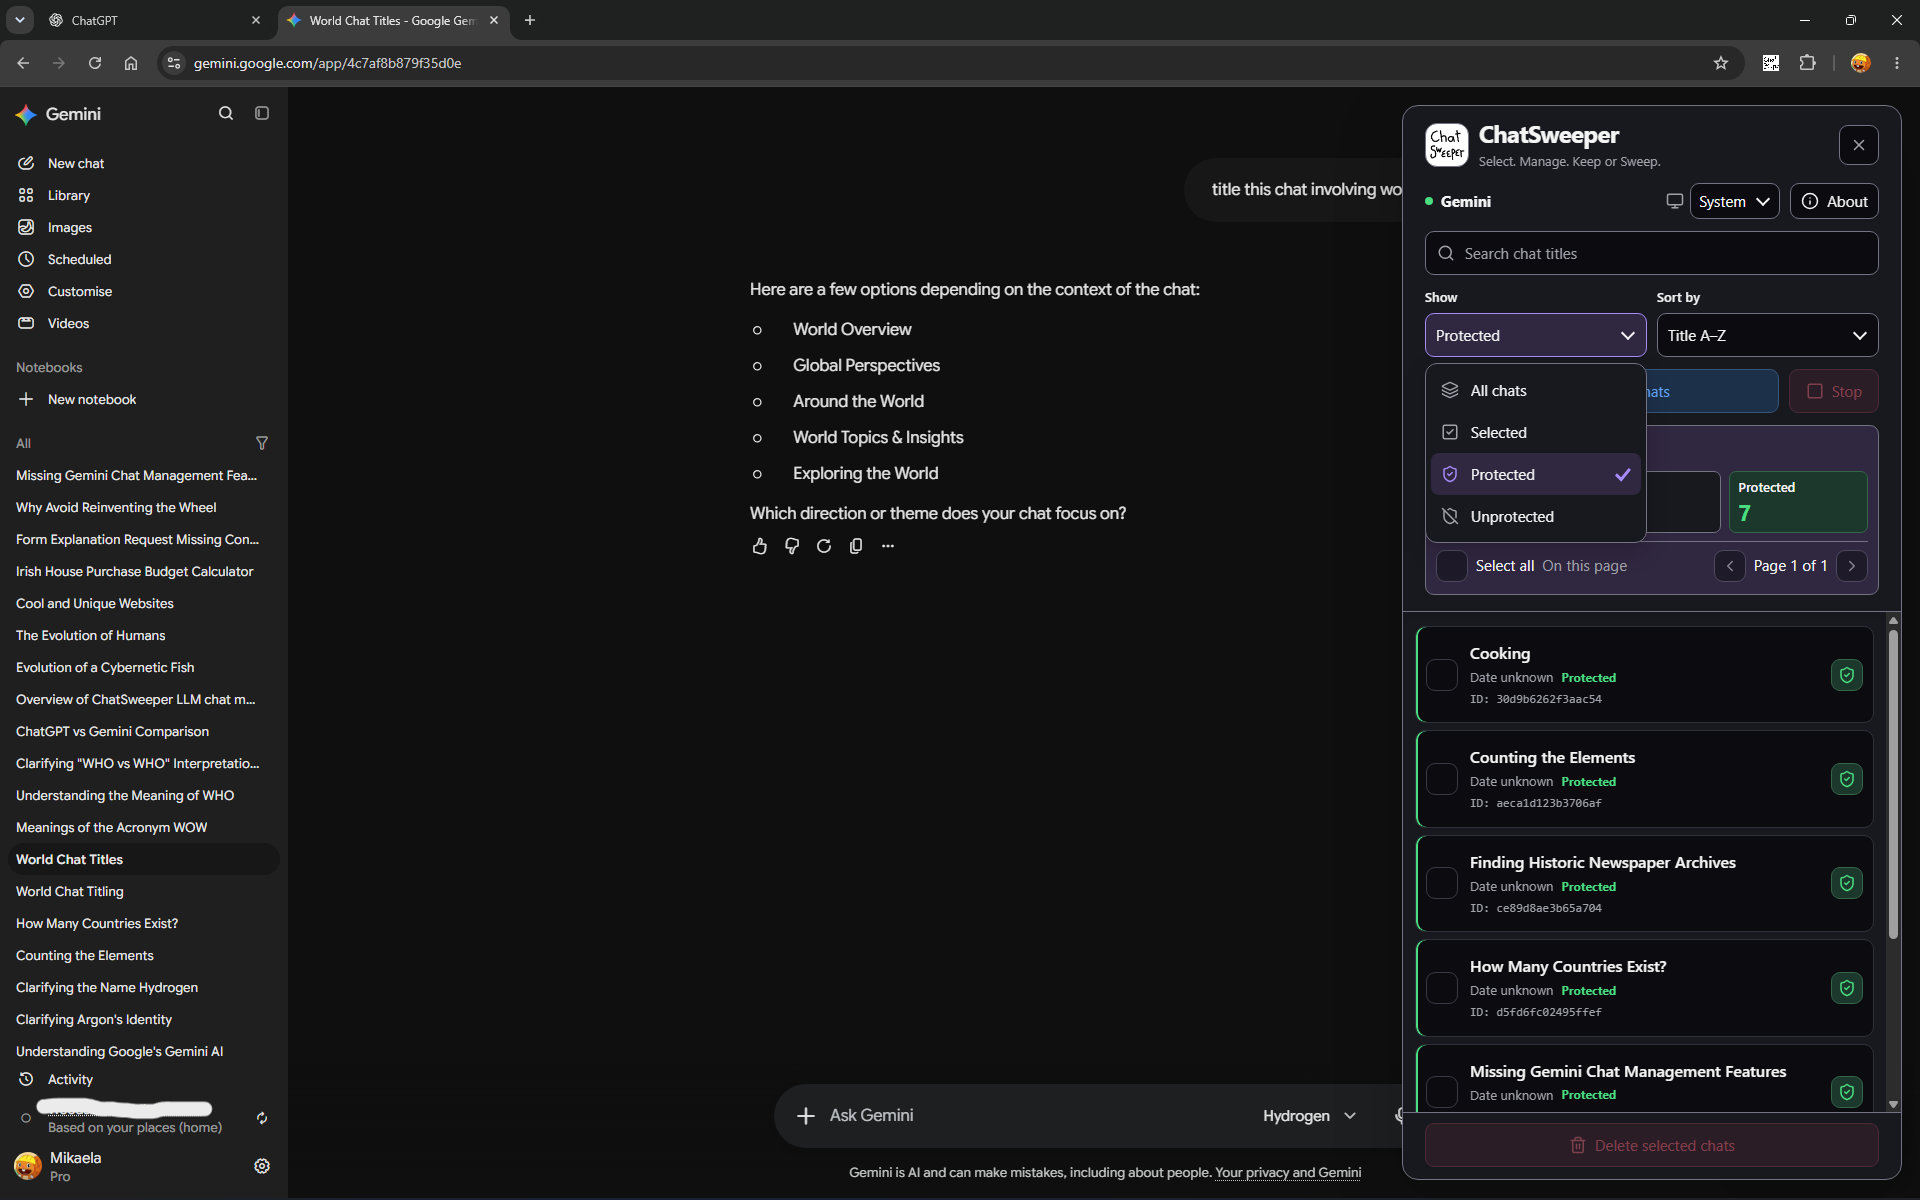 ChatGPT
World Chat Titles - Google Gem
gemini.google.com/app/4c7af8b879f35d0e
Gemini
New chat
Library
Images
Scheduled
Customise
Videos
Notebooks
New notebook
All
Missing Gemini Chat Management Fea...
Why Avoid Reinventing the Wheel
Form Explanation Request Missing Con...
Irish House Purchase Budget Calculator
Cool and Unique Websites
The Evolution of Humans
Evolution of a Cybernetic Fish
Overview of ChatSweeper LLM chat m...
ChatGPT vs Gemini Comparison
Clarifying "WHO vs WHO" Interpretatio...
Understanding the Meaning of WHO
Meanings of the Acronym WOW
World Chat Titles
World Chat Titling
How Many Countries Exist?
Counting the Elements
Clarifying the Name Hydrogen
Clarifying Argon's Identity
Understanding Google's Gemini AI
Activity
Based on your places (home)
Mikaela
Pro
title this chat involving wo
Here are a few options depending on the context of the chat:
World Overview
Global Perspectives
Around the World
World Topics & Insights
Exploring the World
Which direction or theme does your chat focus on?
Ask Gemini
Hydrogen
Gemini is AI and can make mistakes, including about people. Your privacy and Gemini
Chat
Sweeper
ChatSweeper
Select. Manage. Keep or Sweep.
Gemini
System
About
Search chat titles
Show
Sort by
Protected
Title A–Z
All chats
Selected
Protected
Unprotected
hats
Stop
Protected
7
Select all On this page
Page 1 of 1
Cooking
Date unknown Protected
ID: 30d9b6262f3aac54
Counting the Elements
Date unknown Protected
ID: aeca1d123b3706af
Finding Historic Newspaper Archives
Date unknown Protected
ID: ce89d8ae3b65a704
How Many Countries Exist?
Date unknown Protected
ID: d5fd6fc02495ffef
Missing Gemini Chat Management Features
Date unknown Protected
Delete selected chats